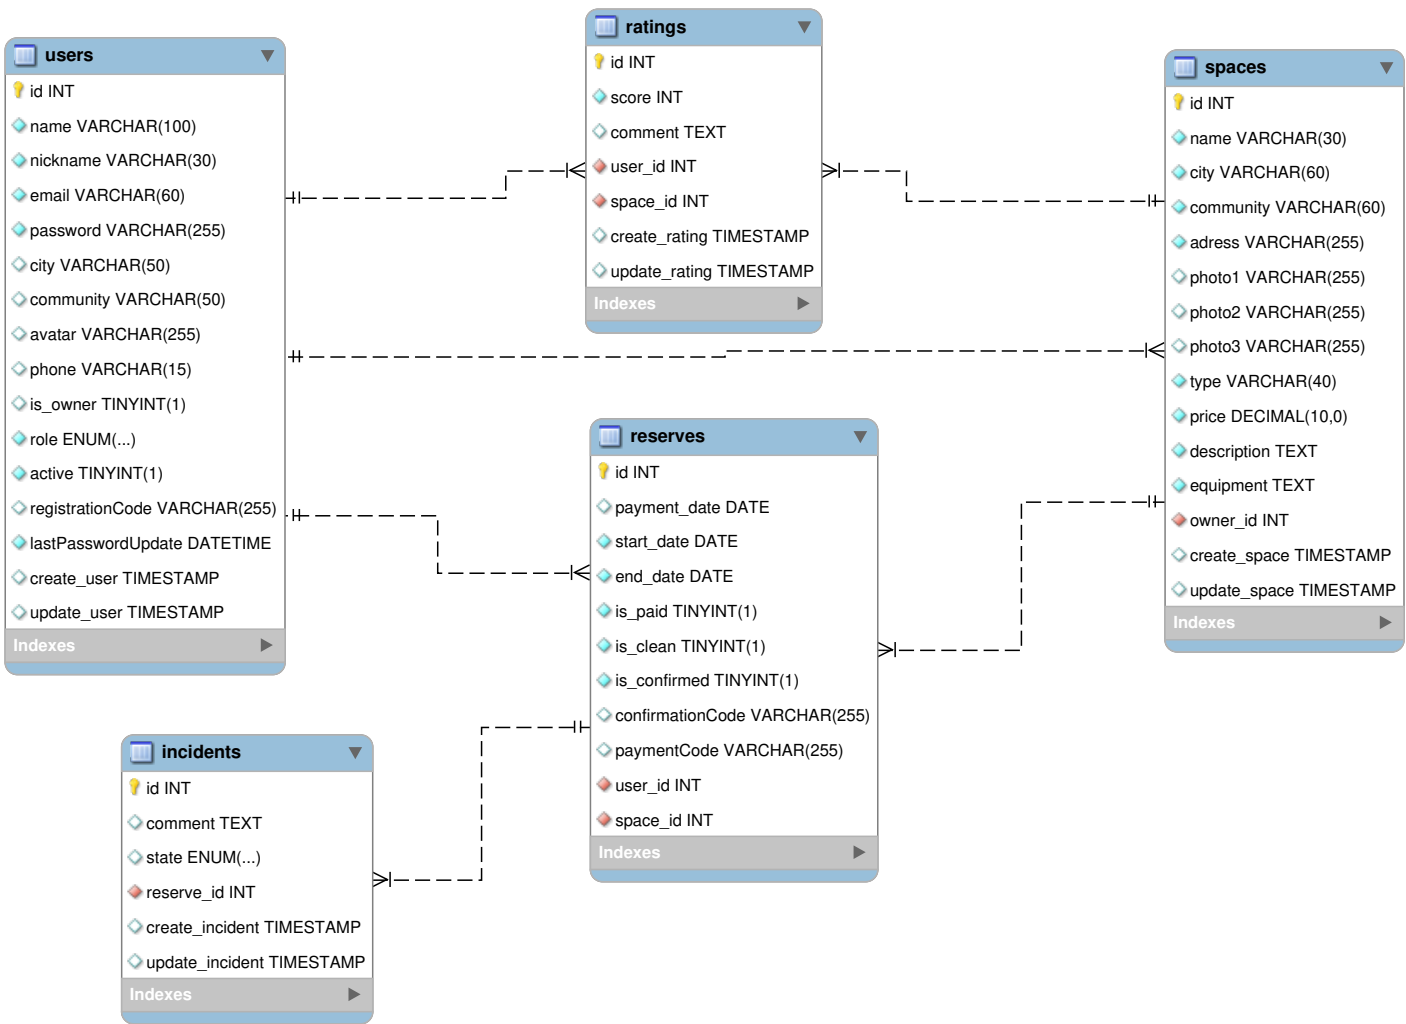 users
id INT
name VARCHAR(100)
nickname VARCHAR(30)
email VARCHAR(60)
password VARCHAR(255)
city VARCHAR(50)
community VARCHAR(50)
avatar VARCHAR(255)
phone VARCHAR(15)
is_owner TINYINT(1)
role ENUM(...)
active TINYINT(1)
registrationCode VARCHAR(255)
lastPasswordUpdate DATETIME
create_user TIMESTAMP
update_user TIMESTAMP
Indexes
ratings
id INT
score INT
comment TEXT
user_id INT
space_id INT
create_rating TIMESTAMP
update_rating TIMESTAMP
Indexes
spaces
id INT
name VARCHAR(30)
city VARCHAR(60)
community VARCHAR(60)
adress VARCHAR(255)
photo1 VARCHAR(255)
photo2 VARCHAR(255)
photo3 VARCHAR(255)
type VARCHAR(40)
price DECIMAL(10,0)
description TEXT
equipment TEXT
owner_id INT
create_space TIMESTAMP
update_space TIMESTAMP
Indexes
reserves
id INT
payment_date DATE
start_date DATE
end_date DATE
is_paid TINYINT(1)
is_clean TINYINT(1)
is_confirmed TINYINT(1)
confirmationCode VARCHAR(255)
paymentCode VARCHAR(255)
user_id INT
space_id INT
Indexes
incidents
id INT
comment TEXT
state ENUM(...)
reserve_id INT
create_incident TIMESTAMP
update_incident TIMESTAMP
Indexes